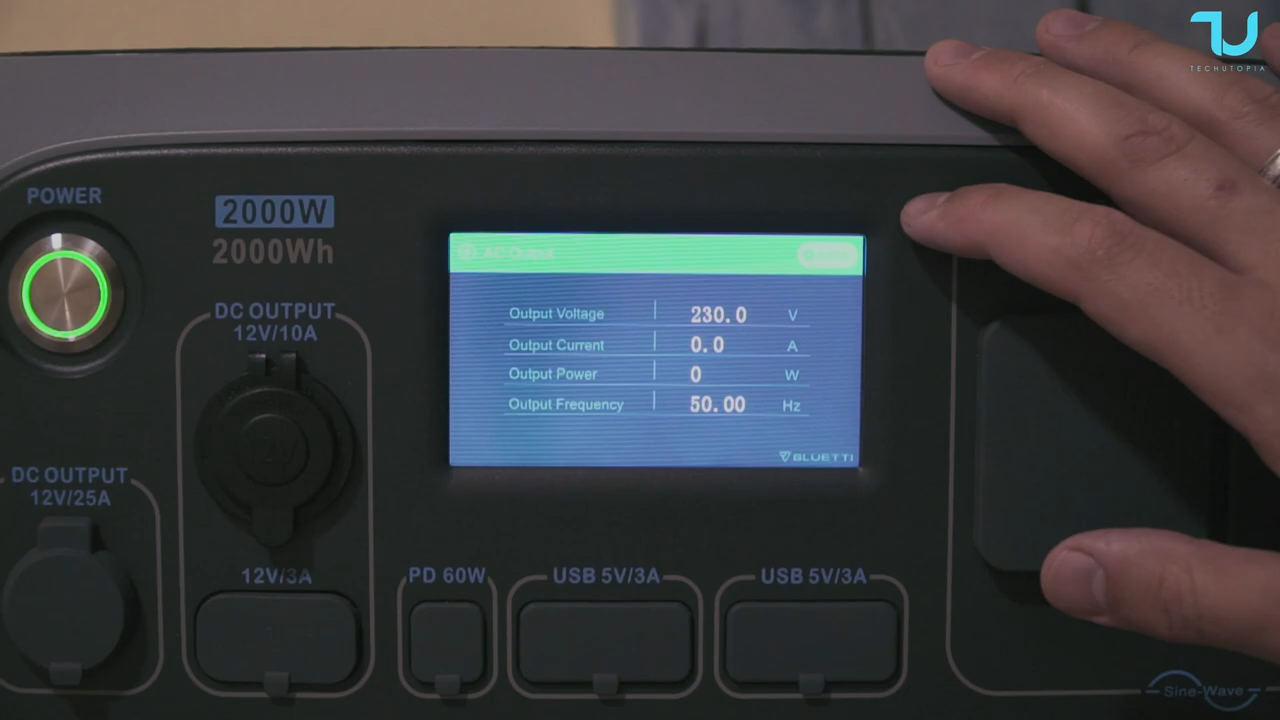 TECHUTOPIA
POWER
2000W
2000Wh
DC OUTPUT
12V/10A
12V
AC Output
Output Voltage 230.0 V
Output Current 0.0 A
Output Power 0 W
Output Frequency 50.00 Hz
BLUETTI
DC OUTPUT
12V/25A
12V/3A
PD 60W
USB 5V/3A
USB 5V/3A
Sine-Wave